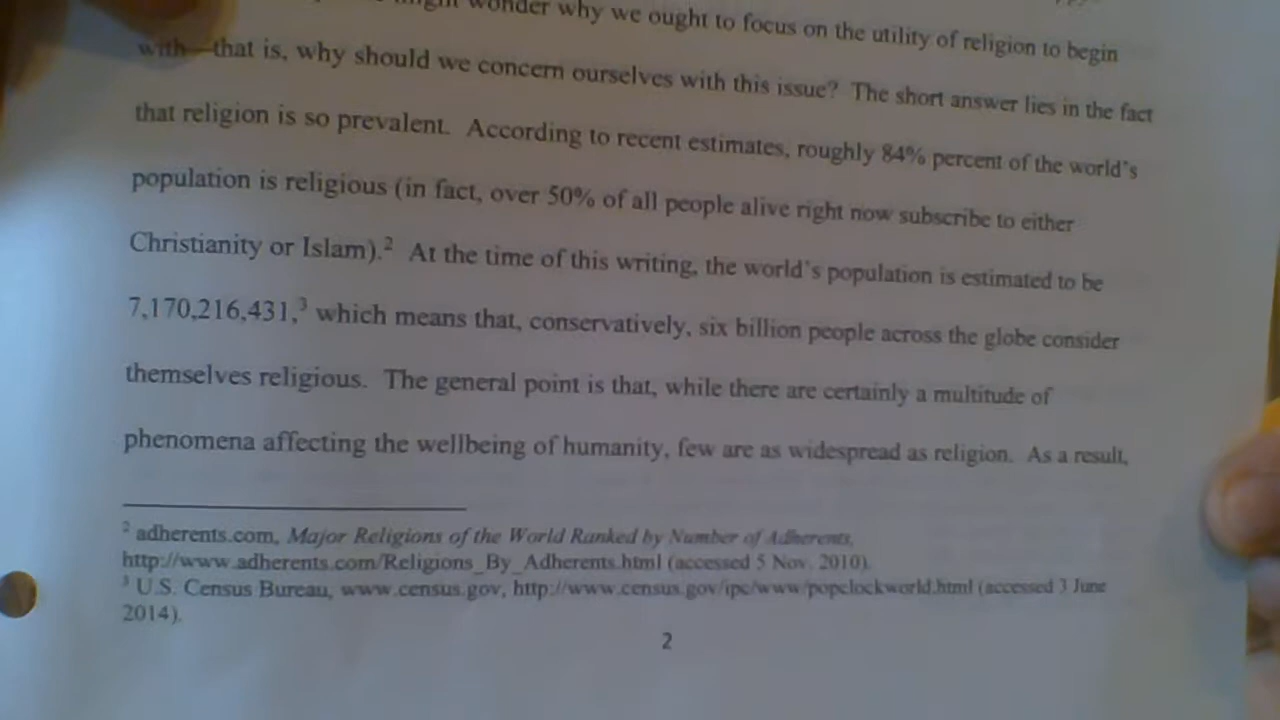 wonder why we ought to focus on the utility of religion to begin
with—that is, why should we concern ourselves with this issue?  The short answer lies in the fact
that religion is so prevalent.  According to recent estimates, roughly 84% percent of the world's
population is religious (in fact, over 50% of all people alive right now subscribe to either
Christianity or Islam).²  At the time of this writing, the world's population is estimated to be
7,170,216,431,³ which means that, conservatively, six billion people across the globe consider
themselves religious.  The general point is that, while there are certainly a multitude of
phenomena affecting the wellbeing of humanity, few are as widespread as religion.  As a result,
² adherents.com, Major Religions of the World Ranked by Number of Adherents,
http://www.adherents.com/Religions_By_Adherents.html (accessed 5 Nov. 2010).
³ U.S. Census Bureau, www.census.gov, http://www.census.gov/ipc/www/popclockworld.html (accessed 3 June
2014).
2